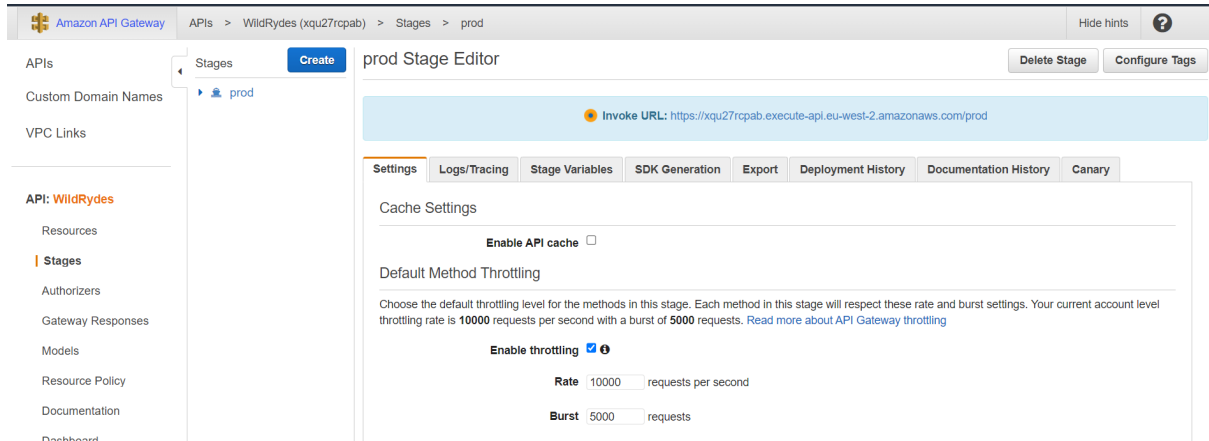 Amazon API Gateway APIs > WildRydes (xqu27rcpab) > Stages > prod Hide hints ?
APIs
Custom Domain Names
VPC Links
API: WildRydes
Resources
Stages
Authorizers
Gateway Responses
Models
Resource Policy
Documentation
Dashboard
Stages Create
prod
prod Stage Editor Delete Stage Configure Tags
Invoke URL: https://xqu27rcpab.execute-api.eu-west-2.amazonaws.com/prod
Settings Logs/Tracing Stage Variables SDK Generation Export Deployment History Documentation History Canary
Cache Settings
Enable API cache
Default Method Throttling
Choose the default throttling level for the methods in this stage. Each method in this stage will respect these rate and burst settings. Your current account level
throttling rate is 10000 requests per second with a burst of 5000 requests. Read more about API Gateway throttling
Enable throttling
Rate 10000 requests per second
Burst 5000 requests